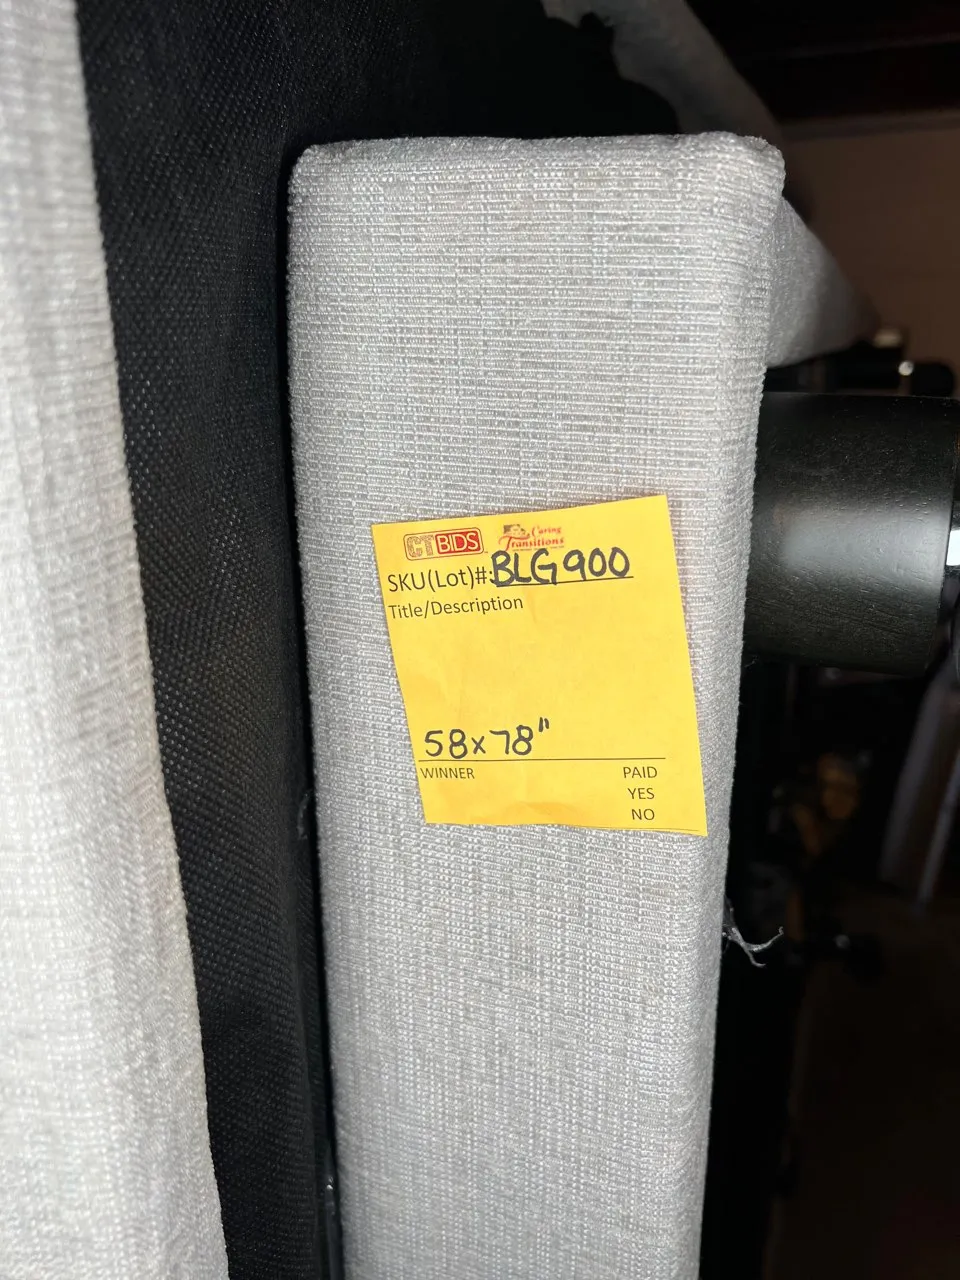 CTBIDS
Caring
Transitions
SKU(Lot)#:BLG900
Title/Description
58x78"
WINNER PAID
YES
NO